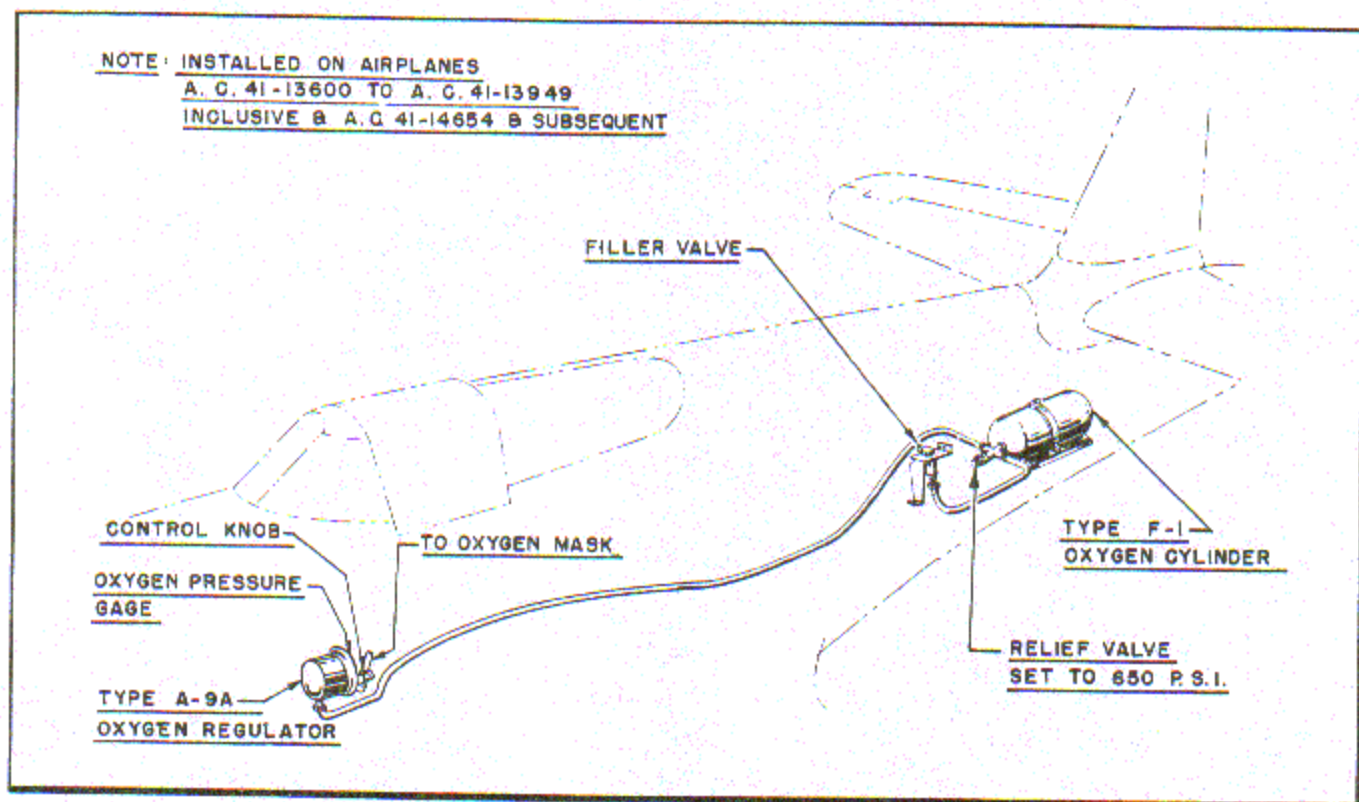 NOTE: INSTALLED ON AIRPLANES
A. C. 41-13600 TO A. C. 41-13949
INCLUSIVE & A.C 41-14654 & SUBSEQUENT
FILLER VALVE
CONTROL KNOB
TO OXYGEN MASK
OXYGEN PRESSURE
GAGE
TYPE A-9A
OXYGEN REGULATOR
TYPE F-1
OXYGEN CYLINDER
RELIEF VALVE
SET TO 650 P.S.I.